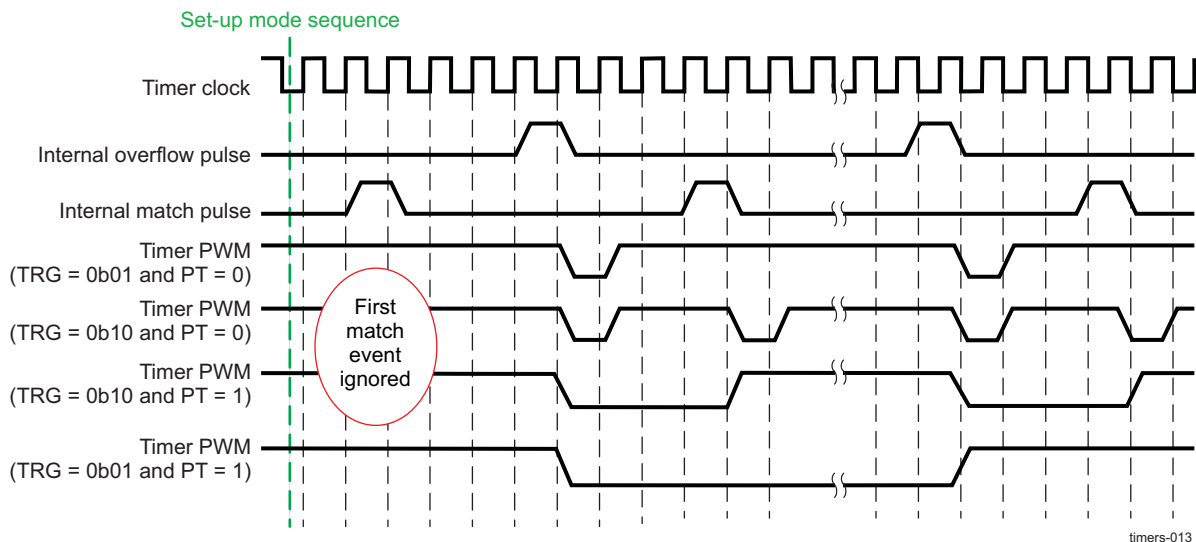 Set-up mode sequence
Timer clock
Internal overflow pulse
Internal match pulse
Timer PWM
(TRG = 0b01 and PT = 0)
Timer PWM
(TRG = 0b10 and PT = 0)
First
match
event
ignored
Timer PWM
(TRG = 0b10 and PT = 1)
Timer PWM
(TRG = 0b01 and PT = 1)
timers-013